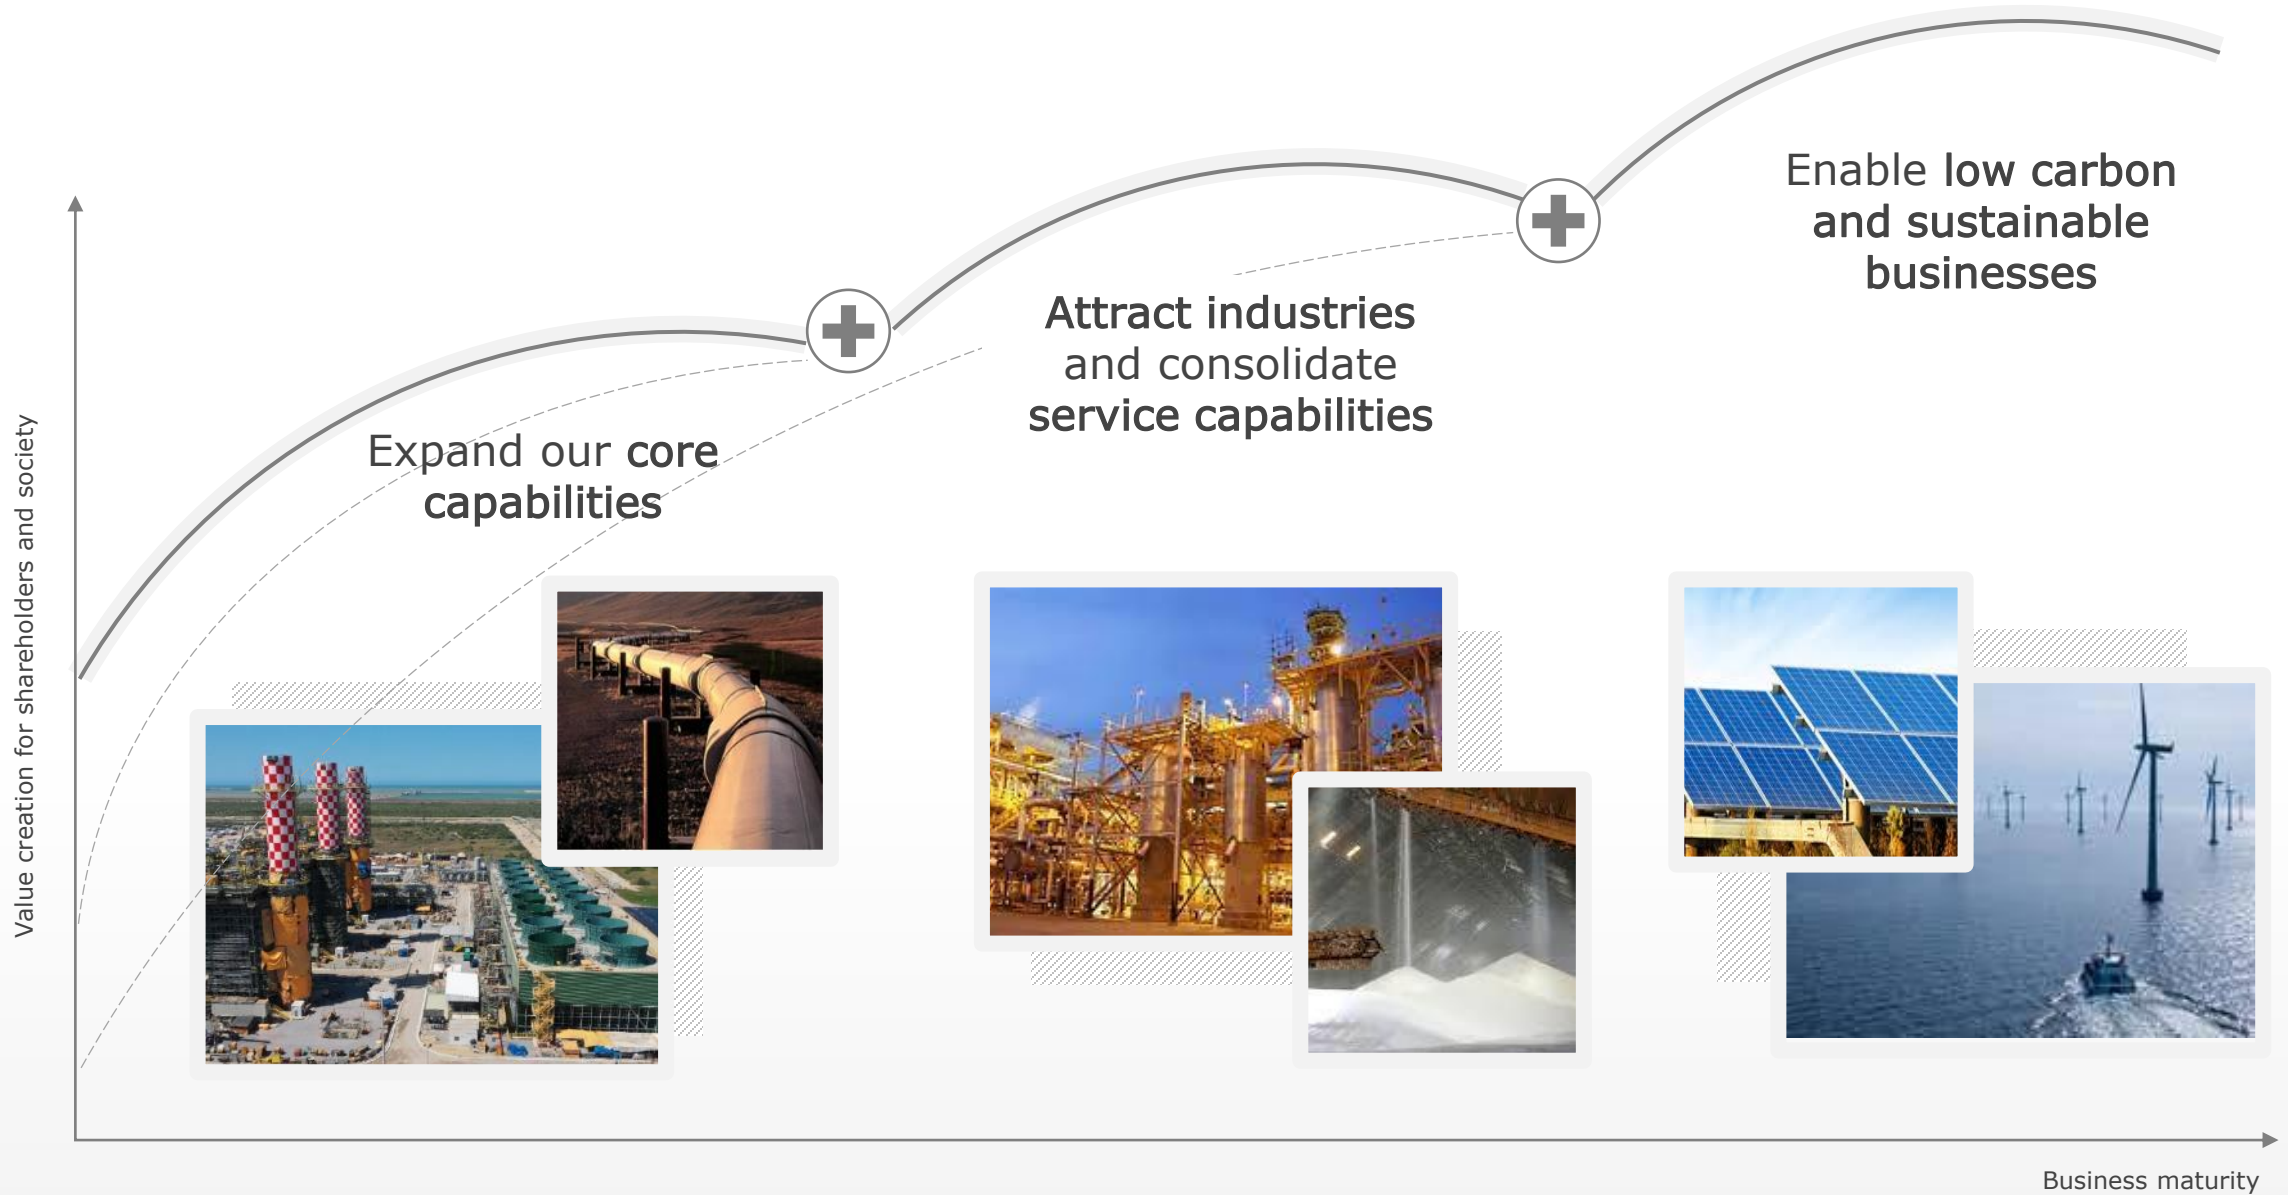 Enable low carbon
and sustainable
businesses
Attract industries
and consolidate
service capabilities
Expand our core
capabilities
Value creation for shareholders and society
Business maturity